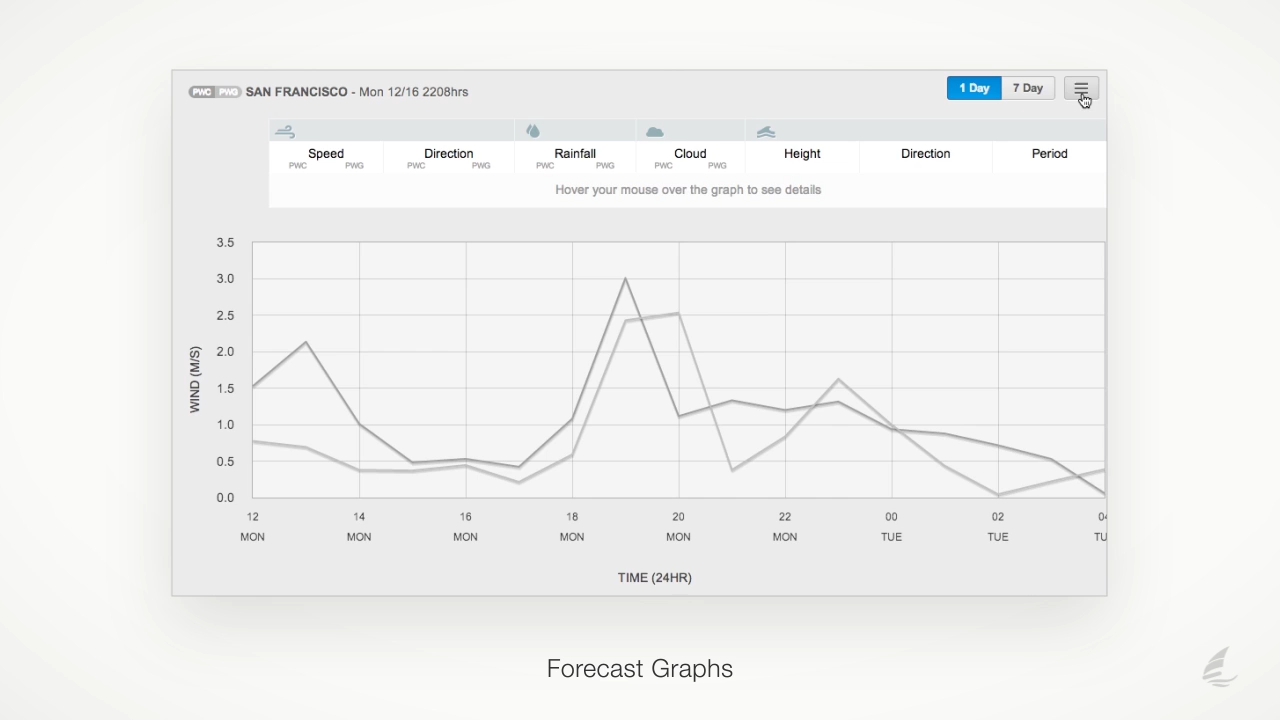 PWC PWG SAN FRANCISCO - Mon 12/16 2208hrs
1 Day 7 Day
Speed Direction Rainfall Cloud Height Direction Period
PWC PWG PWC PWG PWC PWG PWC PWG
Hover your mouse over the graph to see details
3.5
3.0
2.5
2.0
1.5
1.0
0.5
0.0
WIND (M/S)
12 14 16 18 20 22 00 02 04
MON MON MON MON MON MON TUE TUE TU
TIME (24HR)
Forecast Graphs